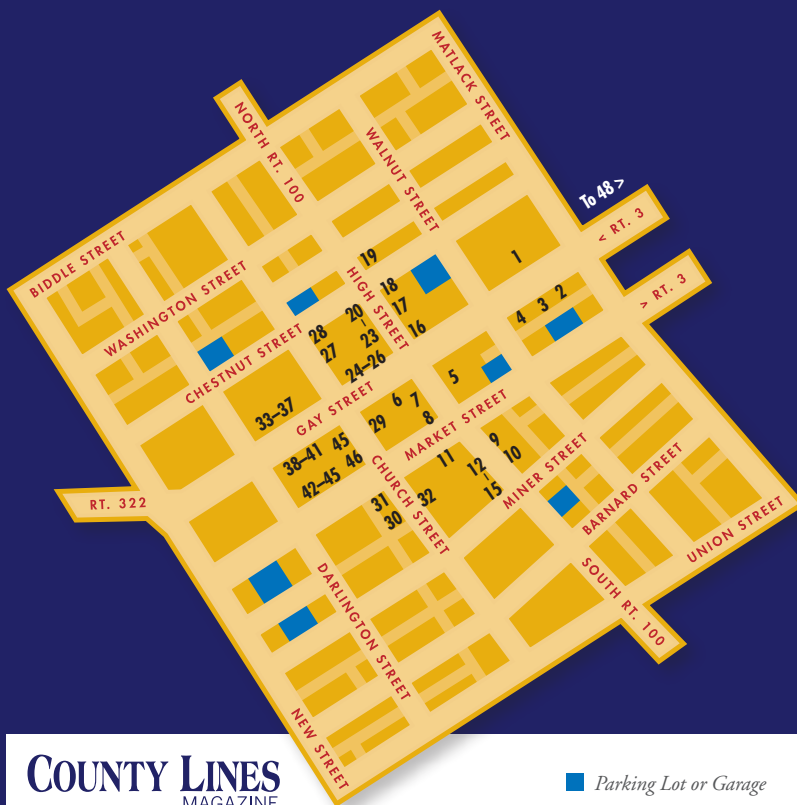 MATLACK STREET
NORTH RT. 100
WALNUT STREET
To 48 >
< RT. 3
> RT. 3
BIDDLE STREET
WASHINGTON STREET
HIGH STREET
CHESTNUT STREET
19
18
17
16
1
20
|
23
28
27
24–26
4 3 2
33–37
GAY STREET
6 7
8
29
5
MARKET STREET
38–41 45
42–45 46
CHURCH STREET
11
12
|
15
9
10
MINER STREET
31
30
32
RT. 322
BARNARD STREET
UNION STREET
DARLINGTON STREET
SOUTH RT. 100
NEW STREET
COUNTY LINES
MAGAZINE
Parking Lot or Garage